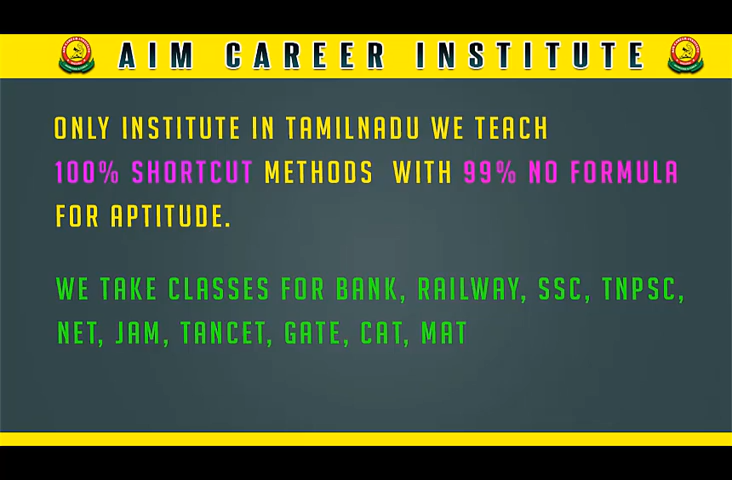 AIM CAREER INSTITUTE
ONLY INSTITUTE IN TAMILNADU WE TEACH
100% SHORTCUT METHODS WITH 99% NO FORMULA
FOR APTITUDE.
WE TAKE CLASSES FOR BANK, RAILWAY, SSC, TNPSC,
NET, JAM, TANCET, GATE, CAT, MAT